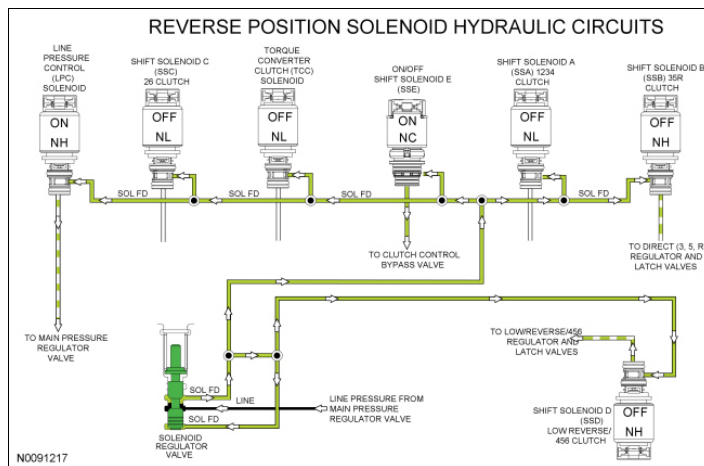 REVERSE POSITION SOLENOID HYDRAULIC CIRCUITS
LINE
PRESSURE
CONTROL
(LPC)
SOLENOID
SHIFT SOLENOID C
(SSC)
26 CLUTCH
TORQUE
CONVERTER
CLUTCH (TCC)
SOLENOID
ON/OFF
SHIFT SOLENOID E
(SSE)
SHIFT SOLENOID A
(SSA) 1234
CLUTCH
SHIFT SOLENOID B
(SSB) 35R
CLUTCH
ON
NH
OFF
NL
OFF
NL
ON
NC
OFF
NL
OFF
NH
SOL FD
SOL FD
SOL FD
SOL FD
SOL FD
TO CLUTCH CONTROL
BYPASS VALVE
TO DIRECT (3, 5, R
REGULATOR AND
LATCH VALVES
TO MAIN PRESSURE
REGULATOR
VALVE
TO LOW/REVERSE/456
REGULATOR AND
LATCH VALVES
SOL FD
LINE
SOL FD
LINE PRESSURE FROM
MAIN PRESSURE
REGULATOR VALVE
SOLENOID
REGULATOR
VALVE
SHIFT SOLENOID D
(SSD)
LOW REVERSE/
456 CLUTCH
OFF
NH
N0091217